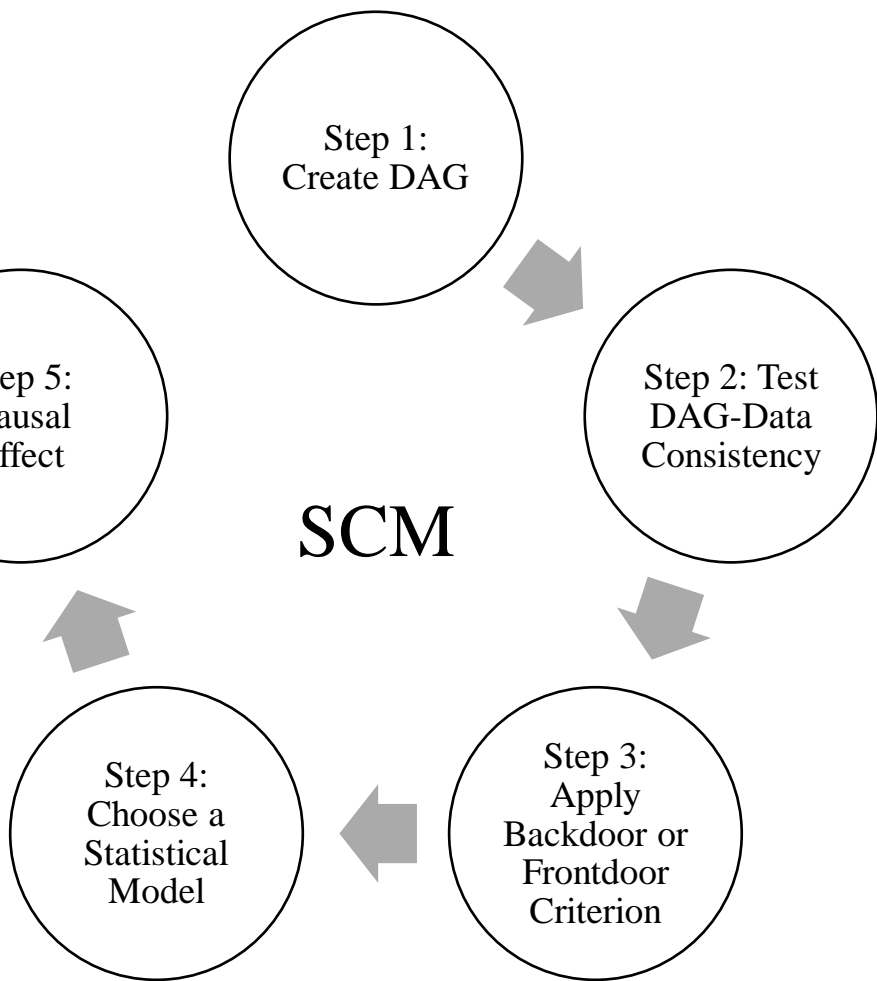 Step 1:
Create DAG
Step 2: Test
DAG-Data
Consistency
Step 3:
Apply
Backdoor or
Frontdoor
Criterion
Step 4:
Choose a
Statistical
Model
ep 5:
ausal
ffect
SCM